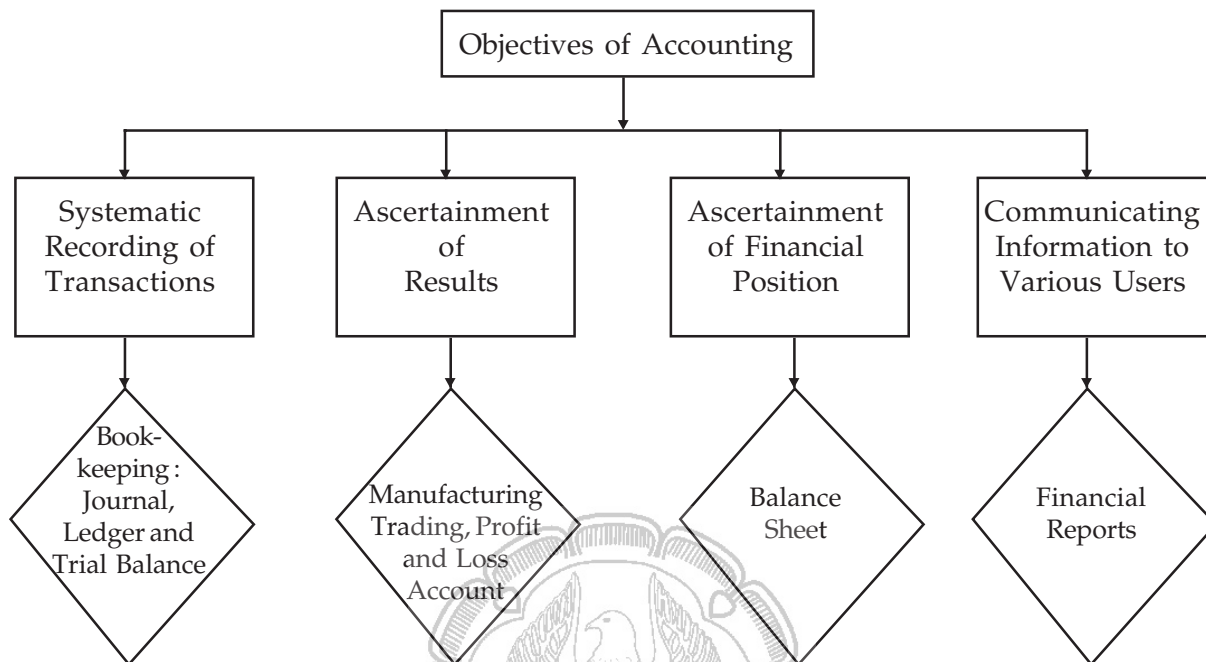 Objectives of Accounting
Systematic
Recording of
Transactions
Ascertainment
of
Results
Ascertainment
of Financial
Position
Communicating
Information to
Various Users
Book-
keeping :
Journal,
Ledger and
Trial Balance
Manufacturing
Trading, Profit
and Loss
Account
Balance
Sheet
Financial
Reports